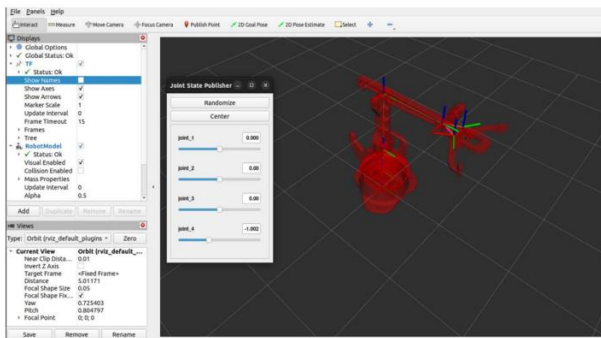 File Panels Help
Interact Measure Move Camera Focus Camera Publish Point 2D Goal Pose 2D Pose Estimate Select
Displays
Global Options
Global Status: Ok
TF
Status: Ok
Show Names
Show Axes
Show Arrows
Marker Scale 1
Update Interval 0
Frame Timeout 15
Frames
Tree
RobotModel
Status: Ok
Visual Enabled
Collision Enabled
Mass Properties
Update Interval 0
Alpha 0.5
Add Duplicate Remove Rename
Views
Type: Orbit (rviz_default_plugins Zero
Current View Orbit (rviz_default_...
Near Clip Dista... 0.01
Invert Z Axis
Target Frame <Fixed Frame>
Distance 5.01171
Focal Shape Size 0.05
Focal Shape Fix...
Yaw 0.725403
Pitch 0.804797
Focal Point 0; 0; 0
Save Remove Rename
Joint State Publisher
Randomize
Center
joint_1 0.000
joint_2 0.00
joint_3 0.00
joint_4 -1.002